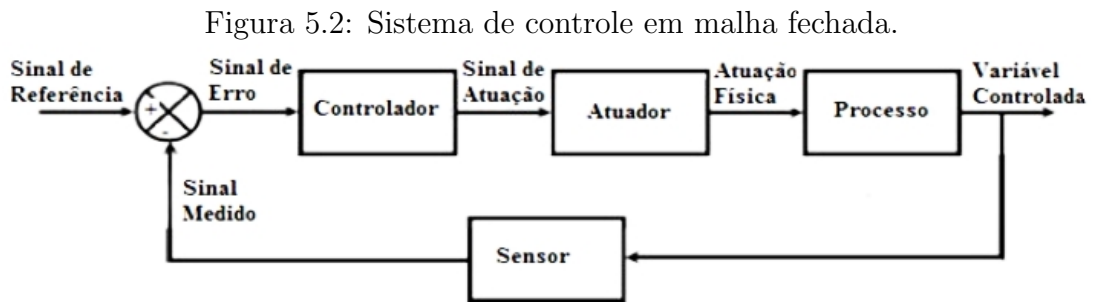 Figura 5.2: Sistema de controle em malha fechada.
Sinal de
Referência
+
-
Sinal de
Erro
Controlador
Sinal de
Atuação
Atuador
Atuação
Física
Processo
Variável
Controlada
Sinal
Medido
Sensor